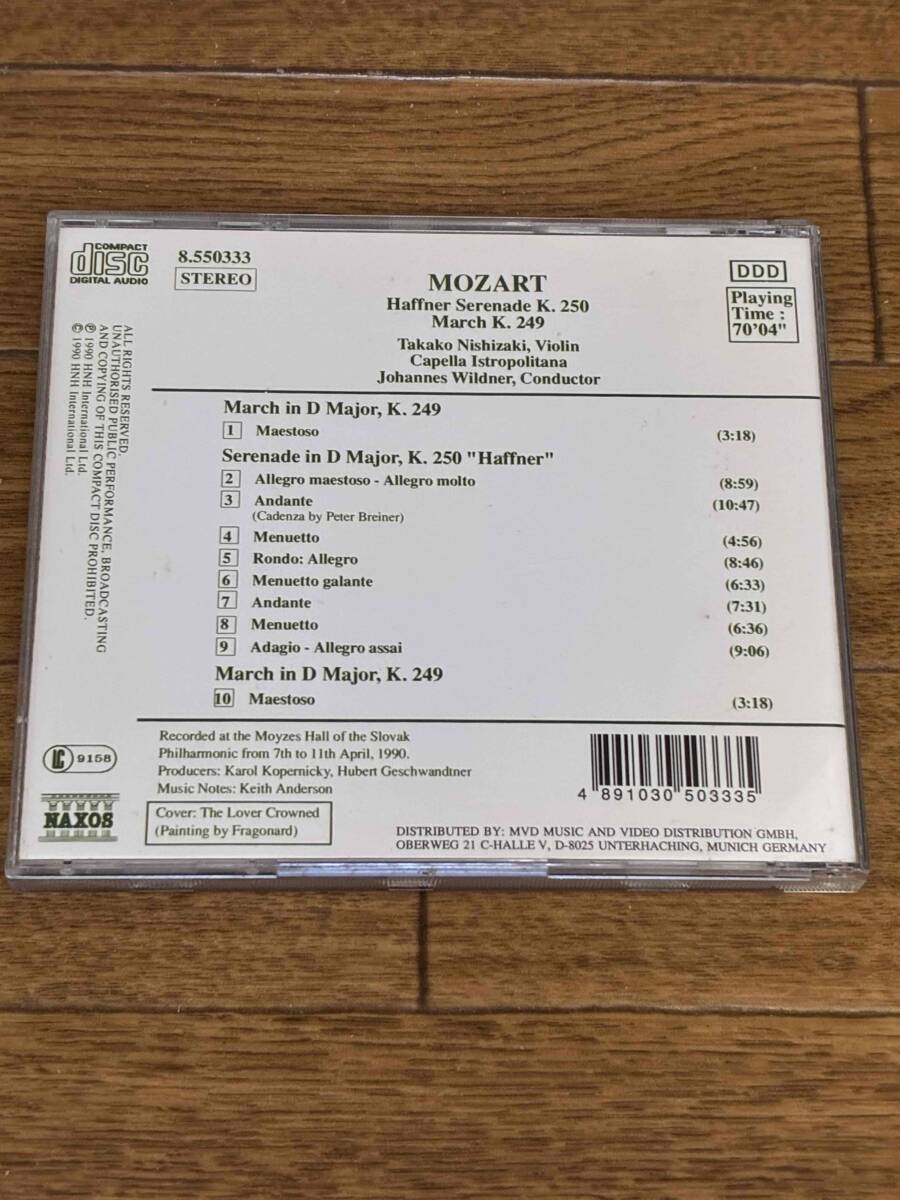 COMPACT
disc
DIGITAL AUDIO
8.550333
STEREO
MOZART
Haffner Serenade K. 250
March K. 249
Takako Nishizaki, Violin
Capella Istropolitana
Johannes Wildner, Conductor
DDD
Playing
Time :
70'04"
ALL RIGHTS RESERVED.
UNAUTHORISED PUBLIC PERFORMANCE, BROADCASTING
AND COPYING OF THIS COMPACT DISC PROHIBITED.
℗ 1990 HNH International Ltd.
© 1990 HNH International Ltd.
March in D Major, K. 249
1 Maestoso (3:18)
Serenade in D Major, K. 250 "Haffner"
2 Allegro maestoso - Allegro molto (8:59)
3 Andante (10:47)
(Cadenza by Peter Breiner)
4 Menuetto (4:56)
5 Rondo: Allegro (8:46)
6 Menuetto galante (6:33)
7 Andante (7:31)
8 Menuetto (6:36)
9 Adagio - Allegro assai (9:06)
March in D Major, K. 249
10 Maestoso (3:18)
Recorded at the Moyzes Hall of the Slovak
Philharmonic from 7th to 11th April, 1990.
Producers: Karol Kopernicky, Hubert Geschwandtner
Music Notes: Keith Anderson
LC 9158
NAXOS
Cover: The Lover Crowned
(Painting by Fragonard)
4 891030 503335
DISTRIBUTED BY: MVD MUSIC AND VIDEO DISTRIBUTION GMBH,
OBERWEG 21 C-HALLE V, D-8025 UNTERHACHING, MUNICH GERMANY